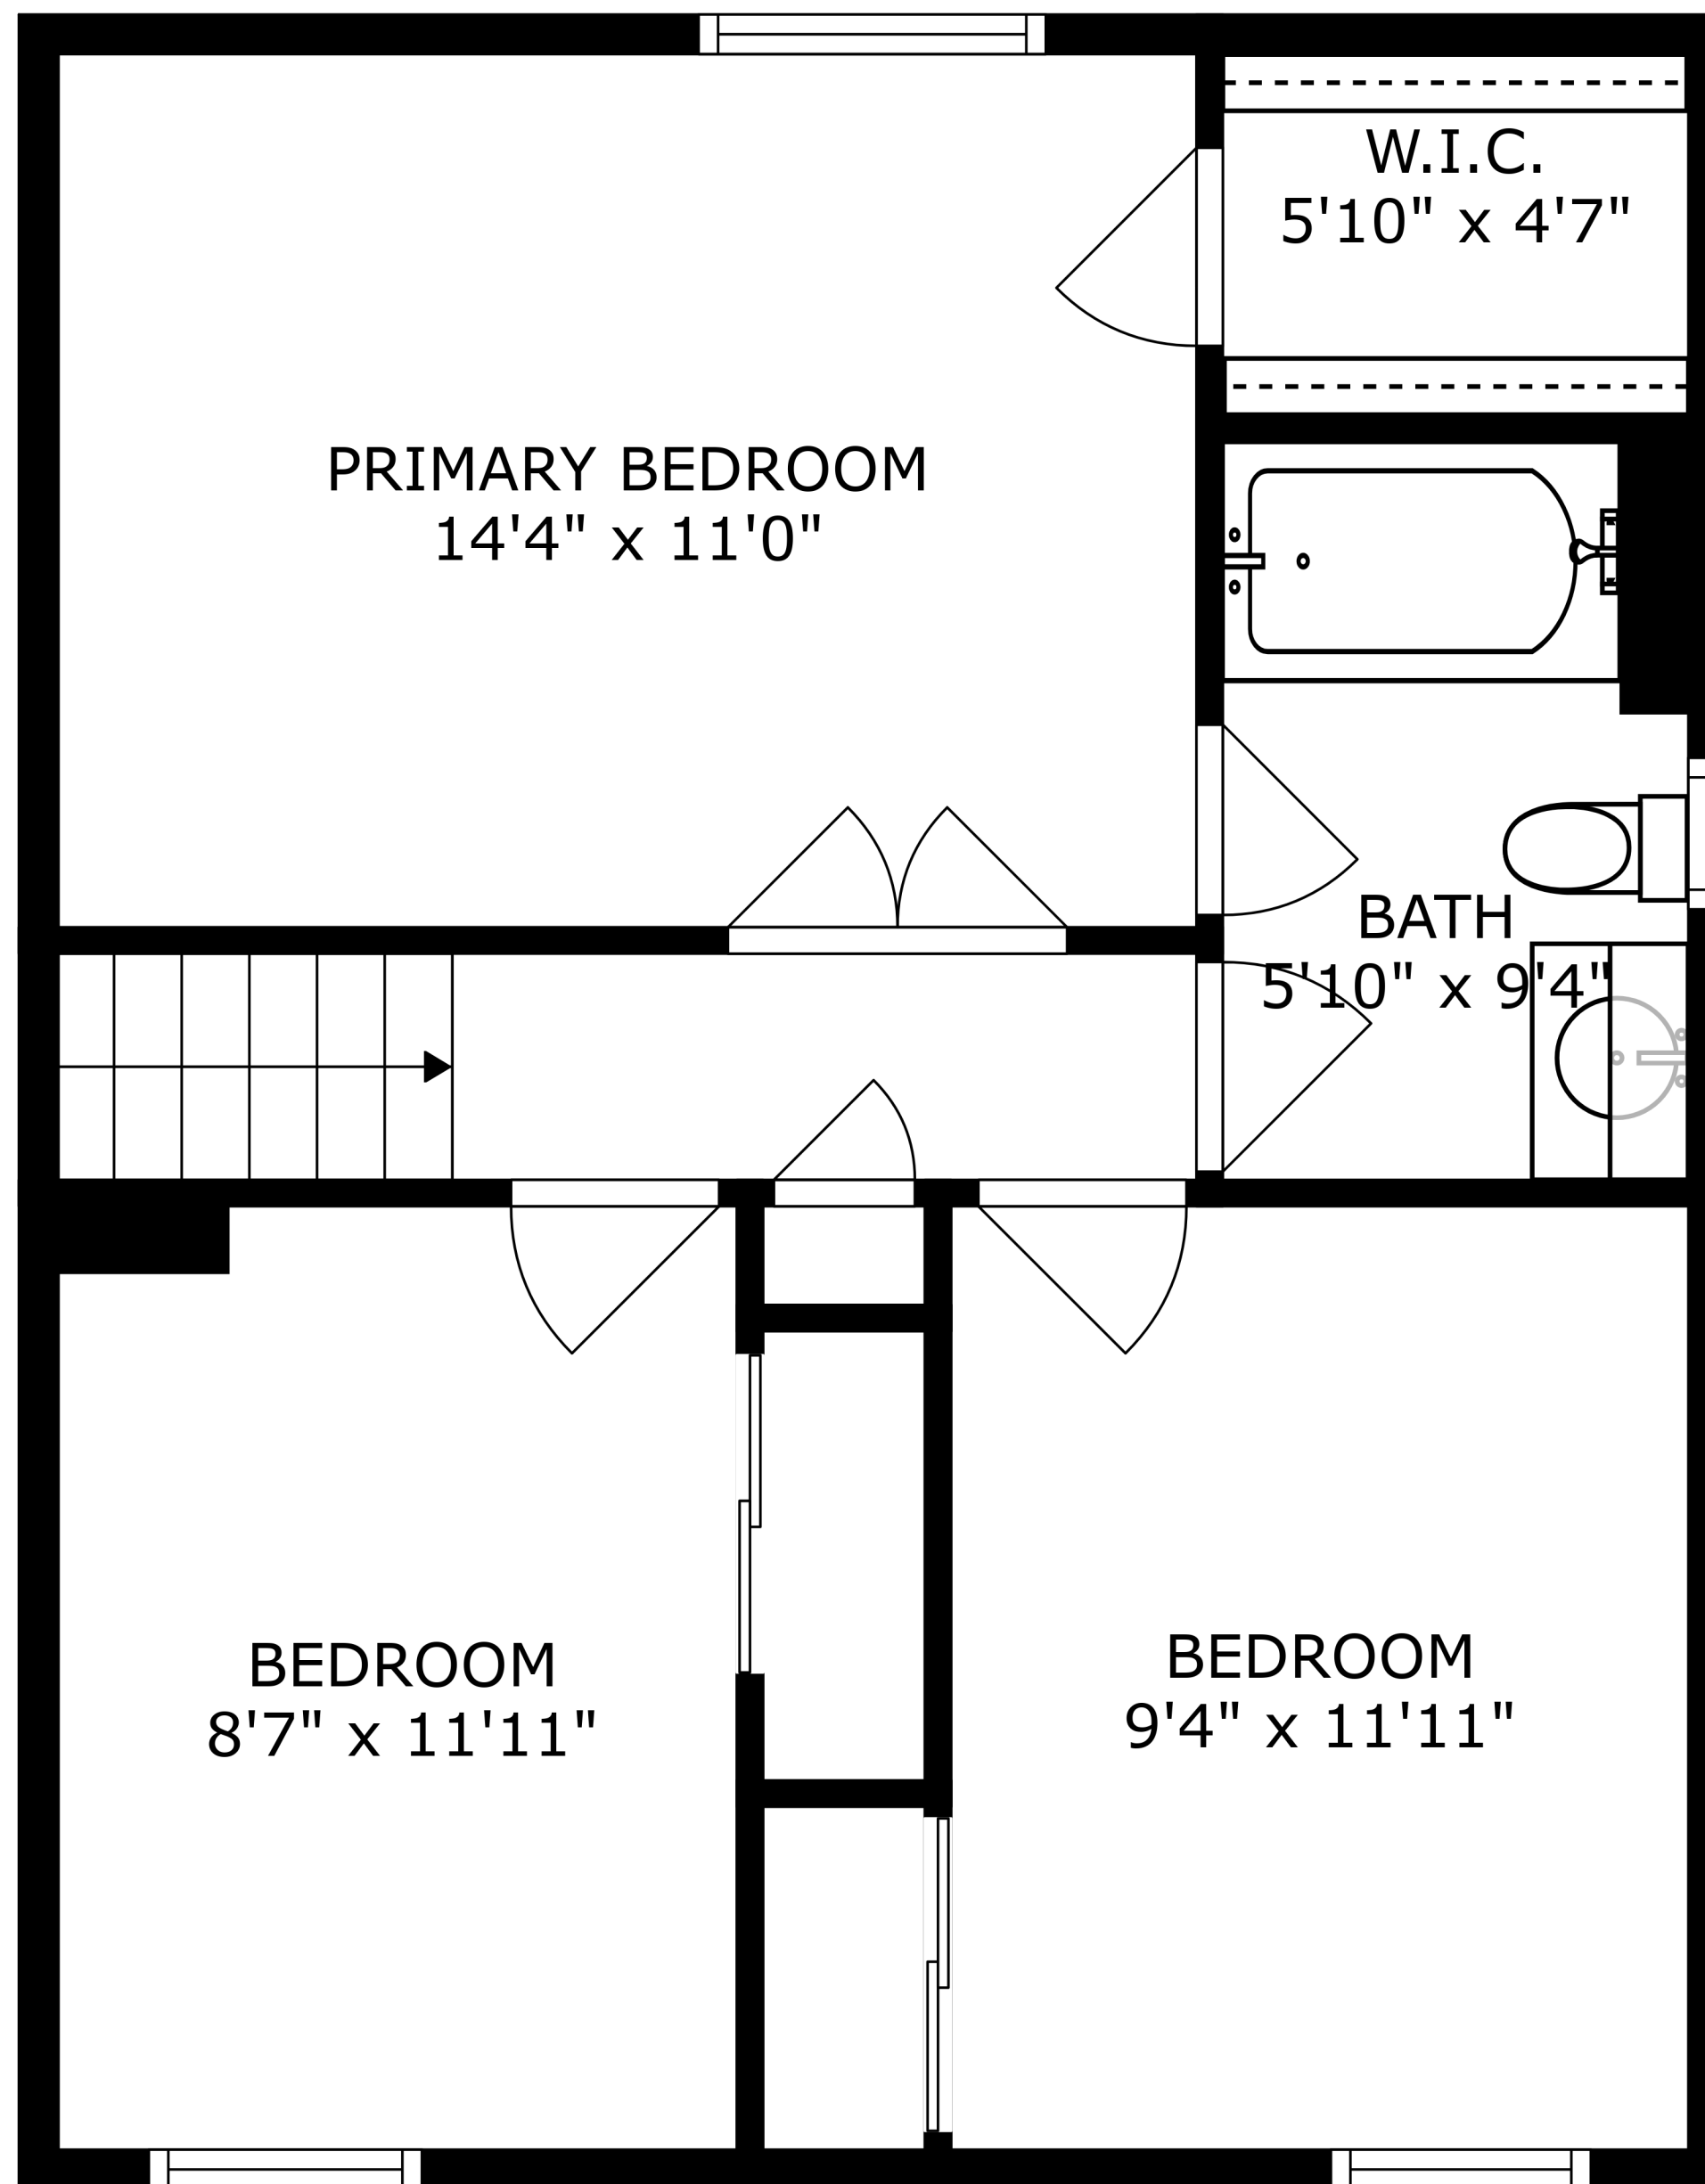 W.I.C.
5'10" x 4'7"
PRIMARY BEDROOM
14'4" x 11'0"
BATH
5'10" x 9'4"
BEDROOM
8'7" x 11'11"
BEDROOM
9'4" x 11'11"